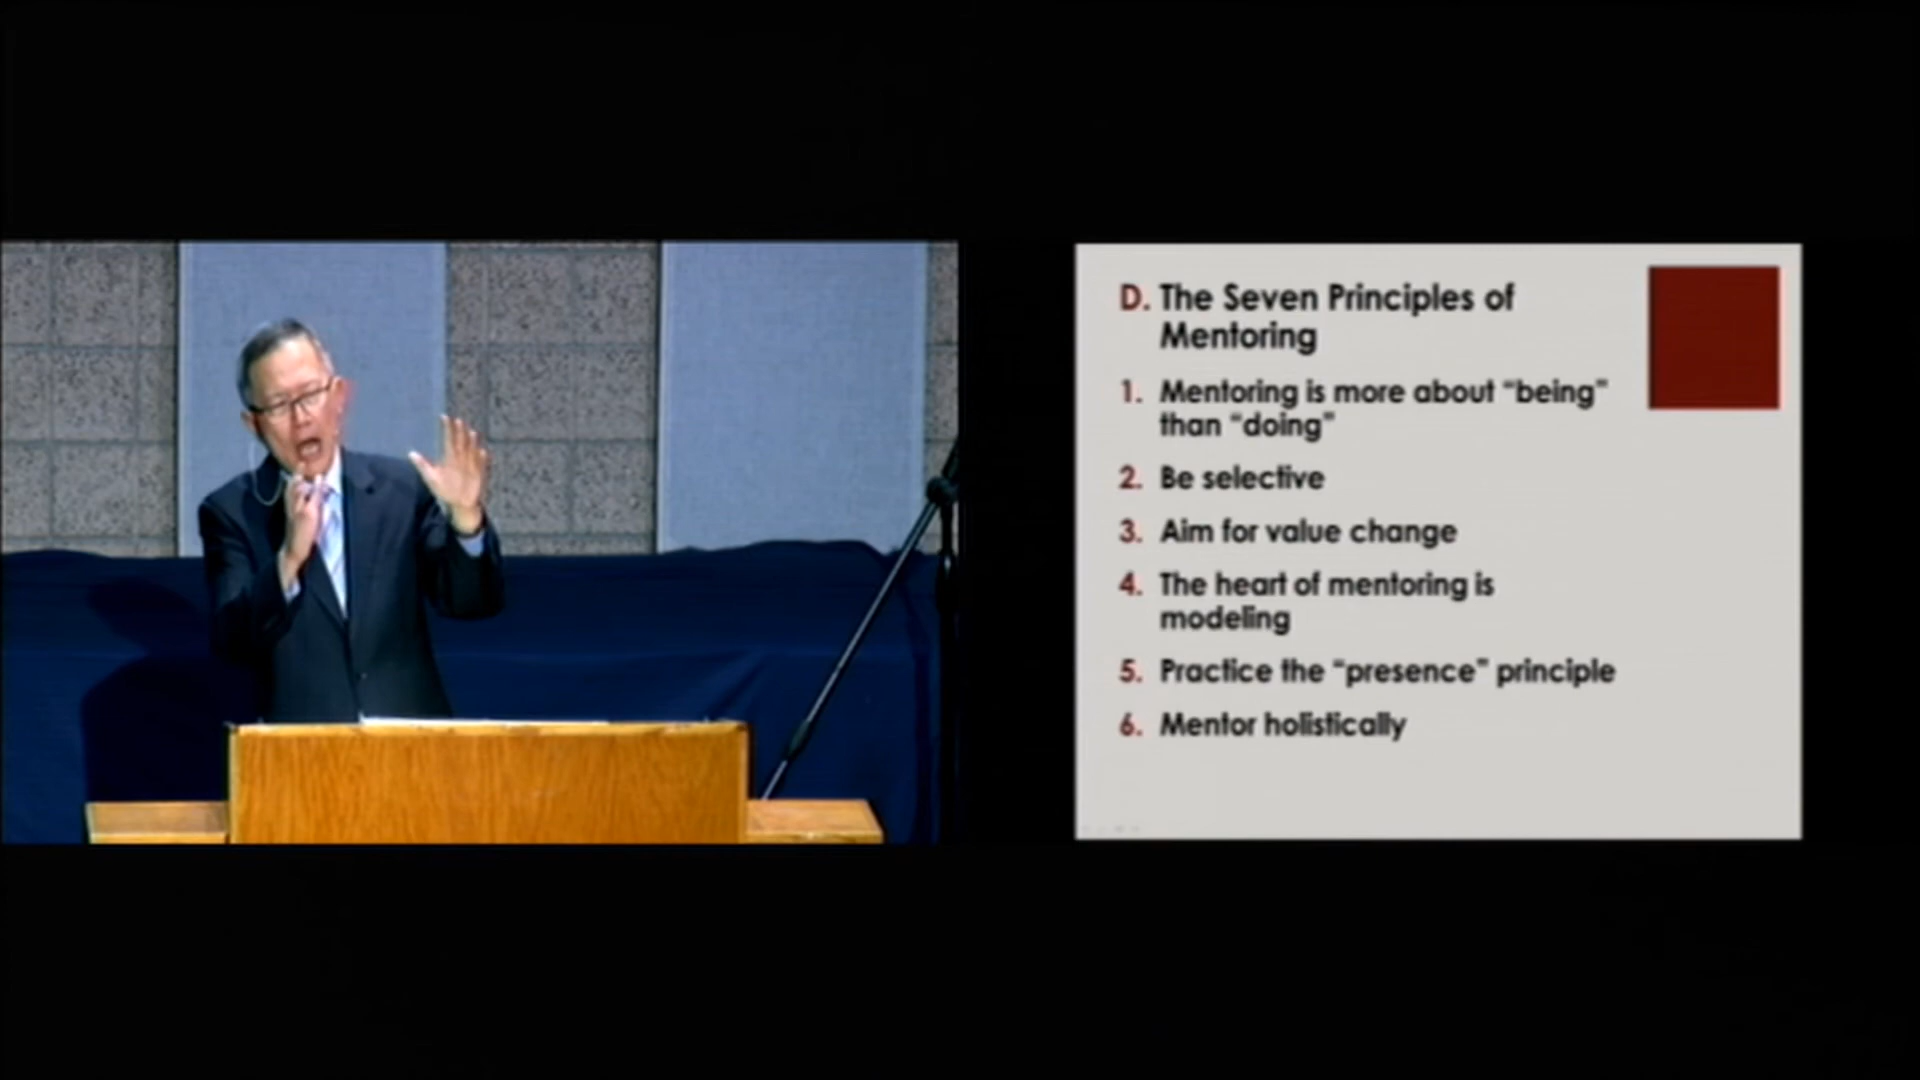 D. The Seven Principles of
Mentoring
1. Mentoring is more about “being”
than “doing”
2. Be selective
3. Aim for value change
4. The heart of mentoring is
modeling
5. Practice the “presence” principle
6. Mentor holistically